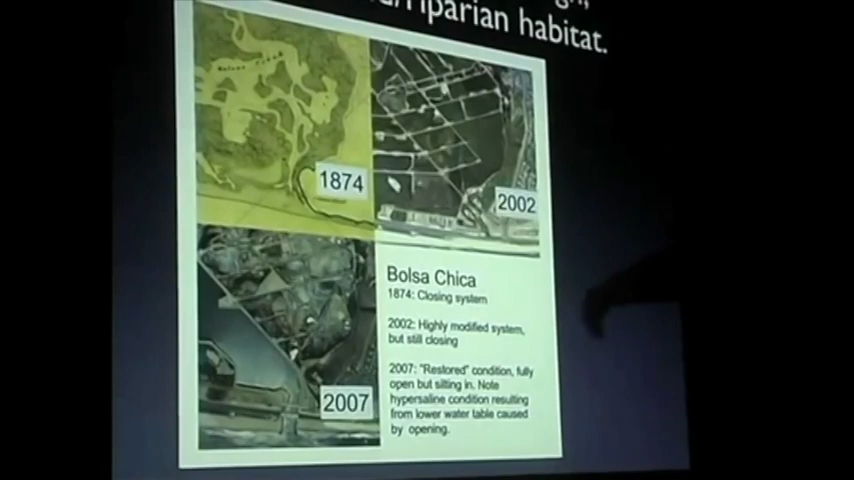 riparian habitat.
1874
2002
2007
Bolsa Chica
1874: Closing system
2002: Highly modified system,
but still closing
2007: "Restored" condition, fully
open but silting in. Note
hypersaline condition resulting
from lower water table caused
by opening.